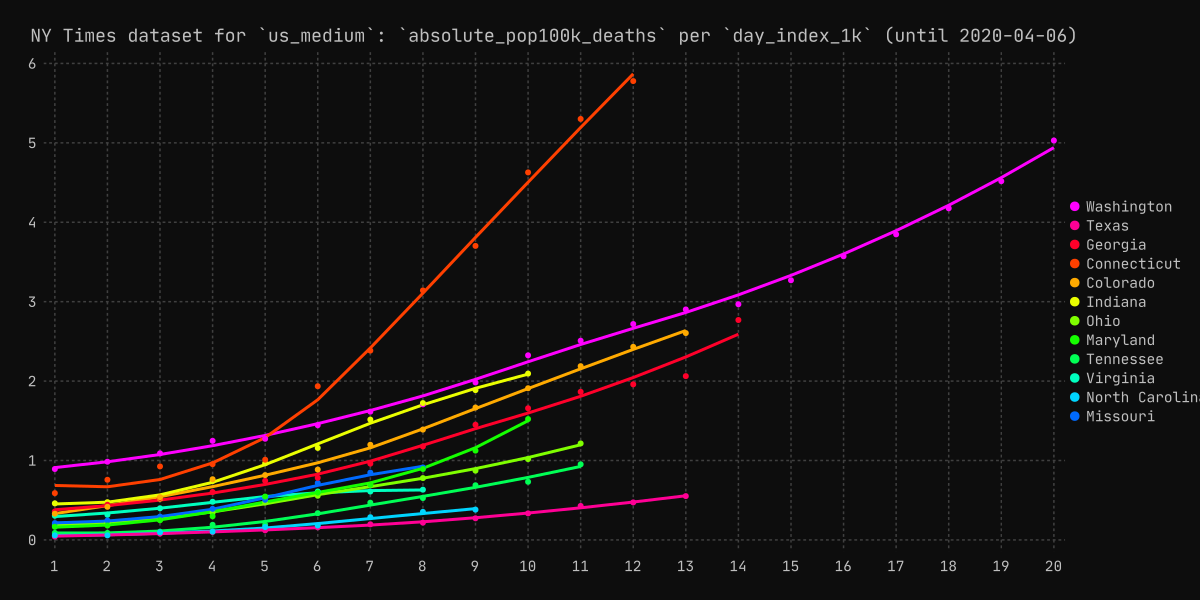 NY Times dataset for `us_medium`: `absolute_pop100k_deaths` per `day_index_1k` (until 2020-04-06)
6
5
4
3
2
1
0
1 2 3 4 5 6 7 8 9 10 11 12 13 14 15 16 17 18 19 20
Washington
Texas
Georgia
Connecticut
Colorado
Indiana
Ohio
Maryland
Tennessee
Virginia
North Carolina
Missouri